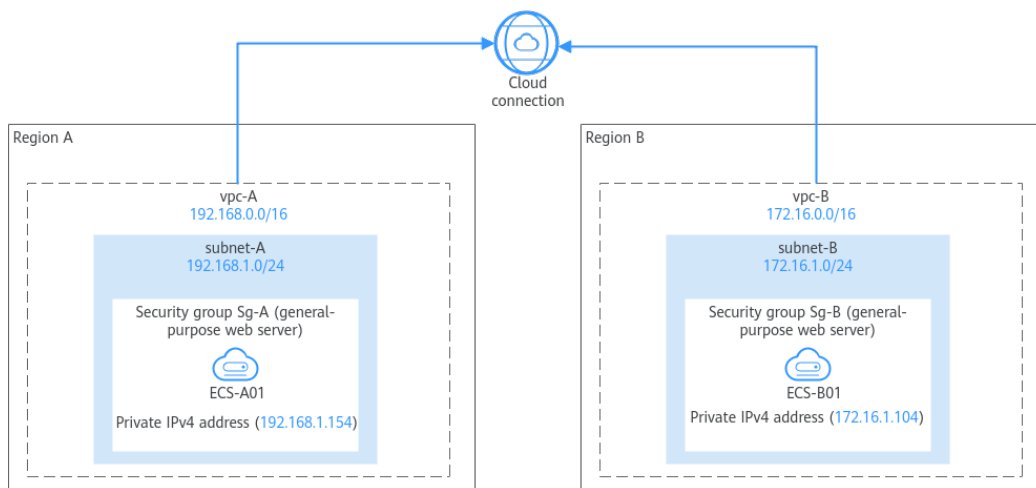 Cloud
connection
Region A
vpc-A
192.168.0.0/16
subnet-A
192.168.1.0/24
Security group Sg-A (general-
purpose web server)
ECS-A01
Private IPv4 address (192.168.1.154)
Region B
vpc-B
172.16.0.0/16
subnet-B
172.16.1.0/24
Security group Sg-B (general-
purpose web server)
ECS-B01
Private IPv4 address (172.16.1.104)